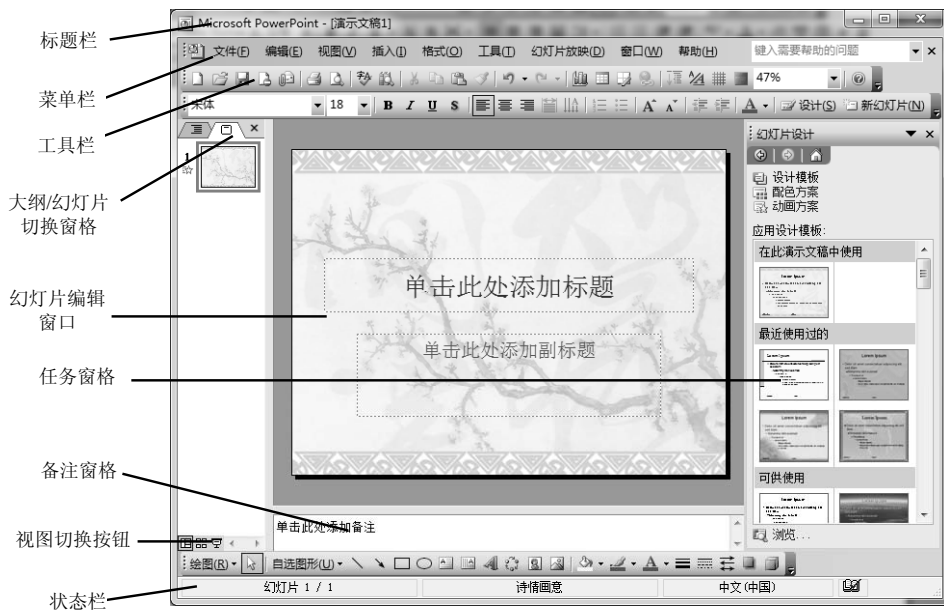 标题栏
菜单栏
工具栏
大纲/幻灯片
切换窗格
幻灯片编辑
窗口
任务窗格
备注窗格
视图切换按钮
状态栏
Microsoft PowerPoint - [演示文稿1]
文件(F) 编辑(E) 视图(V) 插入(I) 格式(O) 工具(T) 幻灯片放映(D) 窗口(W) 帮助(H) 键入需要帮助的问题
47%
宋体 18 B I U S A A A 设计(S) 新幻灯片(N)
1
单击此处添加标题
单击此处添加副标题
单击此处添加备注
幻灯片设计
设计模板
配色方案
动画方案
应用设计模板:
在此演示文稿中使用
最近使用过的
可供使用
浏览...
绘图(R) 自选图形(U) A
幻灯片 1 / 1 诗情画意 中文(中国)